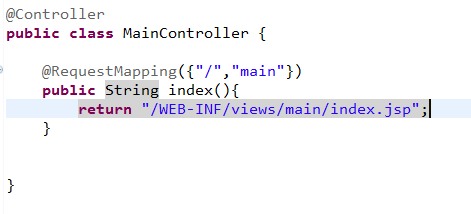 @Controller
public class MainController {
@RequestMapping({"/","main"})
public String index(){
return "/WEB-INF/views/main/index.jsp";
}
}